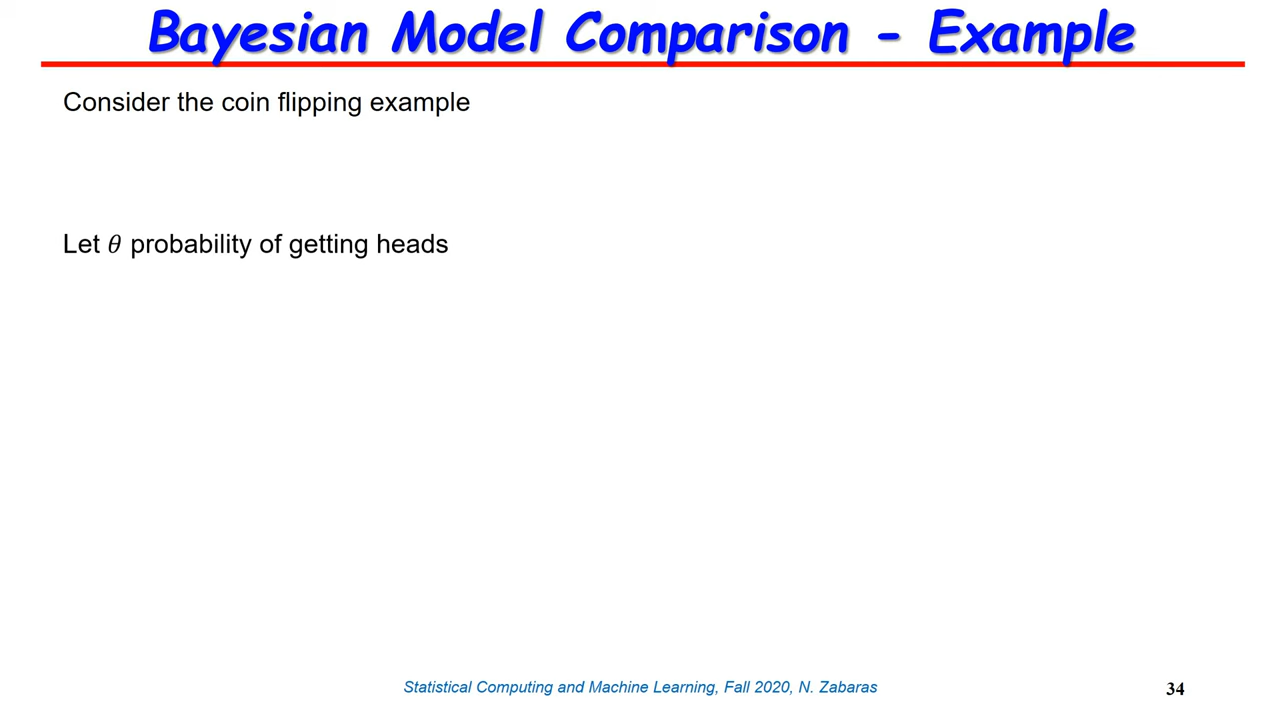 Bayesian Model Comparison - Example
Consider the coin flipping example
Let θ probability of getting heads
Statistical Computing and Machine Learning, Fall 2020, N. Zabaras
34